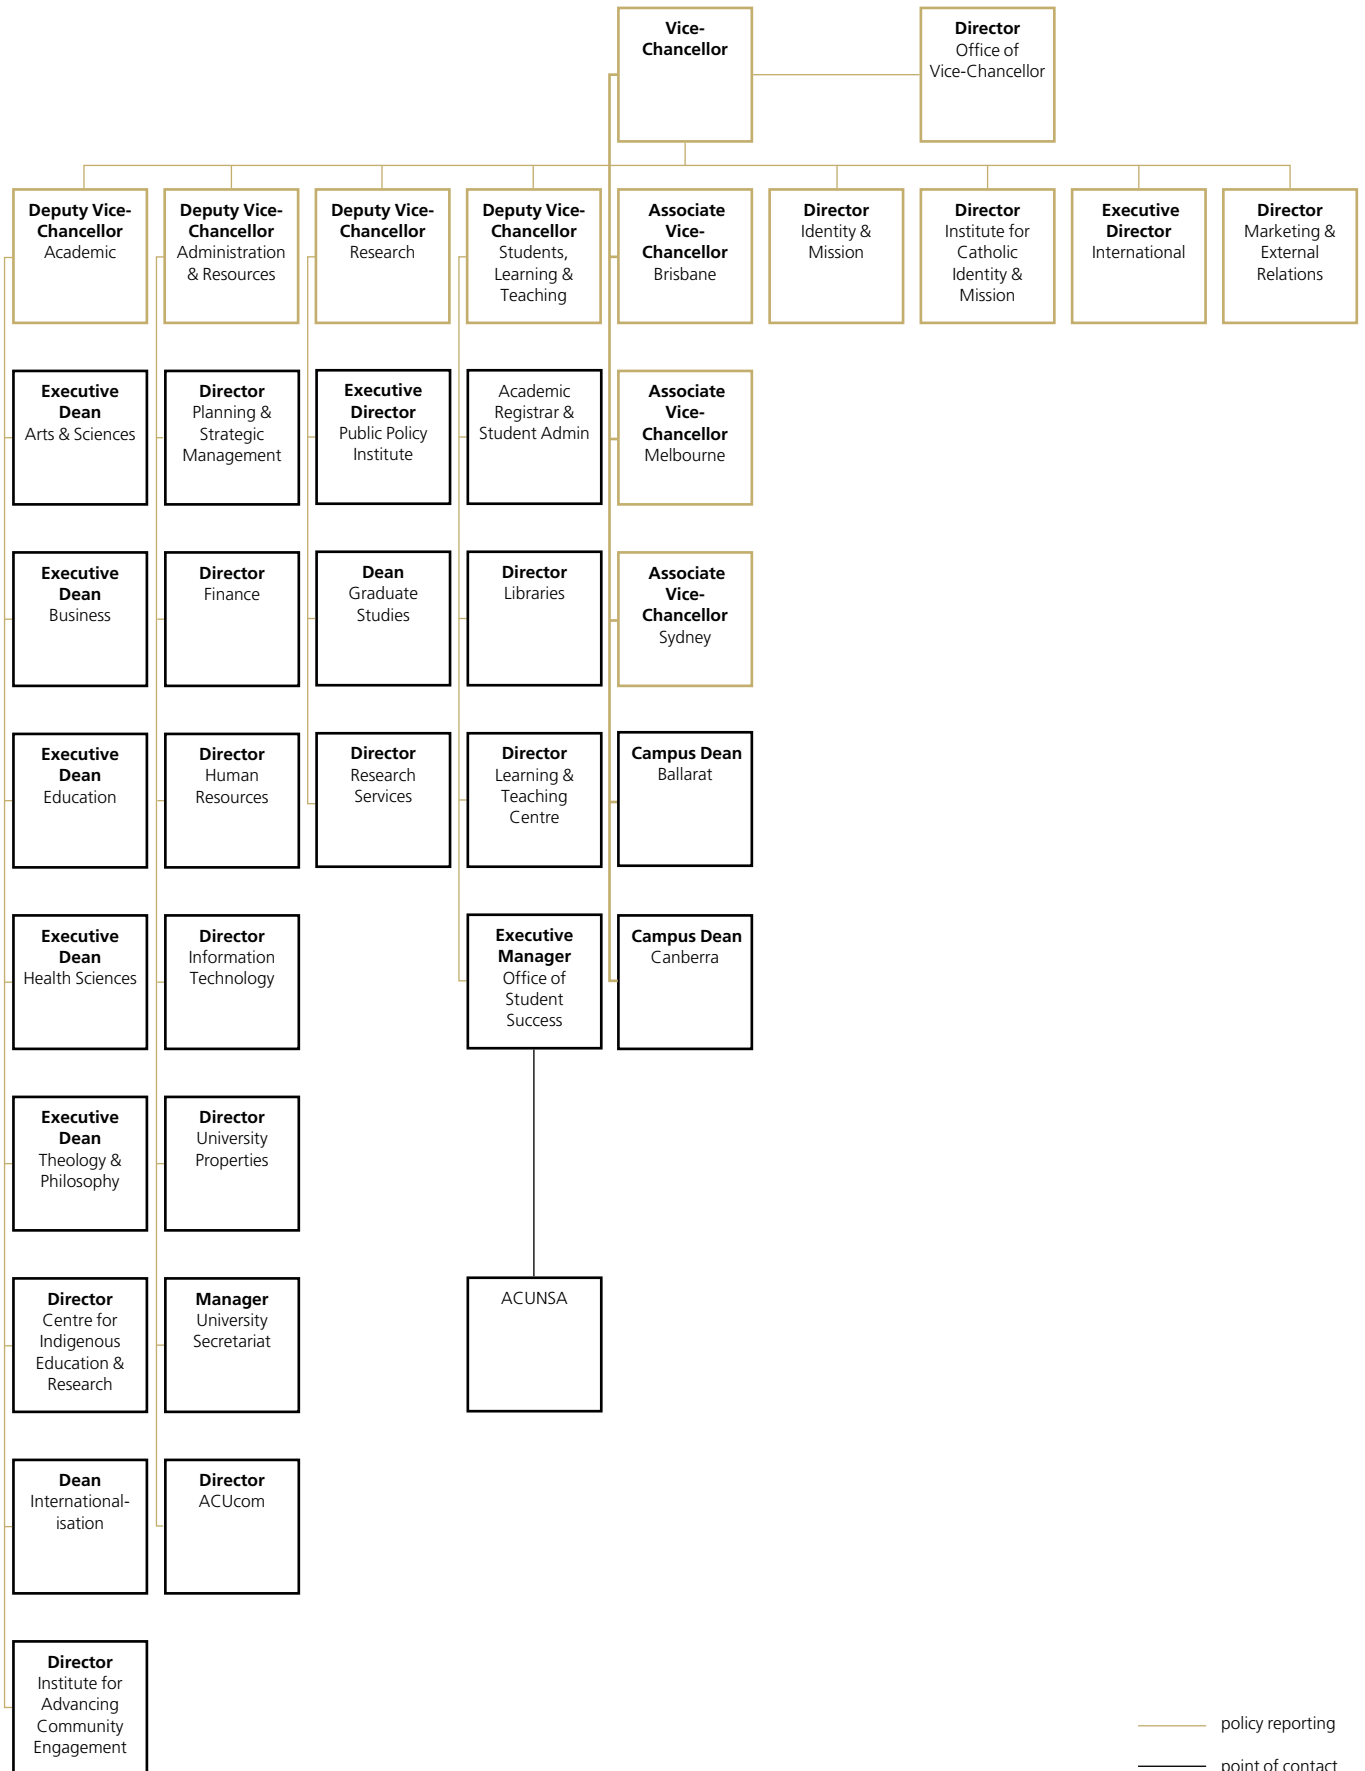 Vice-
Chancellor
Director
Office of
Vice-Chancellor
Deputy Vice-
Chancellor
Academic
Deputy Vice-
Chancellor
Administration
& Resources
Deputy Vice-
Chancellor
Research
Deputy Vice-
Chancellor
Students,
Learning &
Teaching
Associate
Vice-
Chancellor
Brisbane
Director
Identity &
Mission
Director
Institute for
Catholic
Identity &
Mission
Executive
Director
International
Director
Marketing &
External
Relations
Executive
Dean
Arts & Sciences
Director
Planning &
Strategic
Management
Executive
Director
Public Policy
Institute
Academic
Registrar &
Student Admin
Associate
Vice-
Chancellor
Melbourne
Executive
Dean
Business
Director
Finance
Dean
Graduate
Studies
Director
Libraries
Associate
Vice-
Chancellor
Sydney
Executive
Dean
Education
Director
Human
Resources
Director
Research
Services
Director
Learning &
Teaching
Centre
Campus Dean
Ballarat
Executive
Dean
Health Sciences
Director
Information
Technology
Executive
Manager
Office of
Student
Success
Campus Dean
Canberra
Executive
Dean
Theology &
Philosophy
Director
University
Properties
Director
Centre for
Indigenous
Education &
Research
Manager
University
Secretariat
ACUNSA
Dean
International-
isation
Director
ACUcom
Director
Institute for
Advancing
Community
Engagement
policy reporting
point of contact